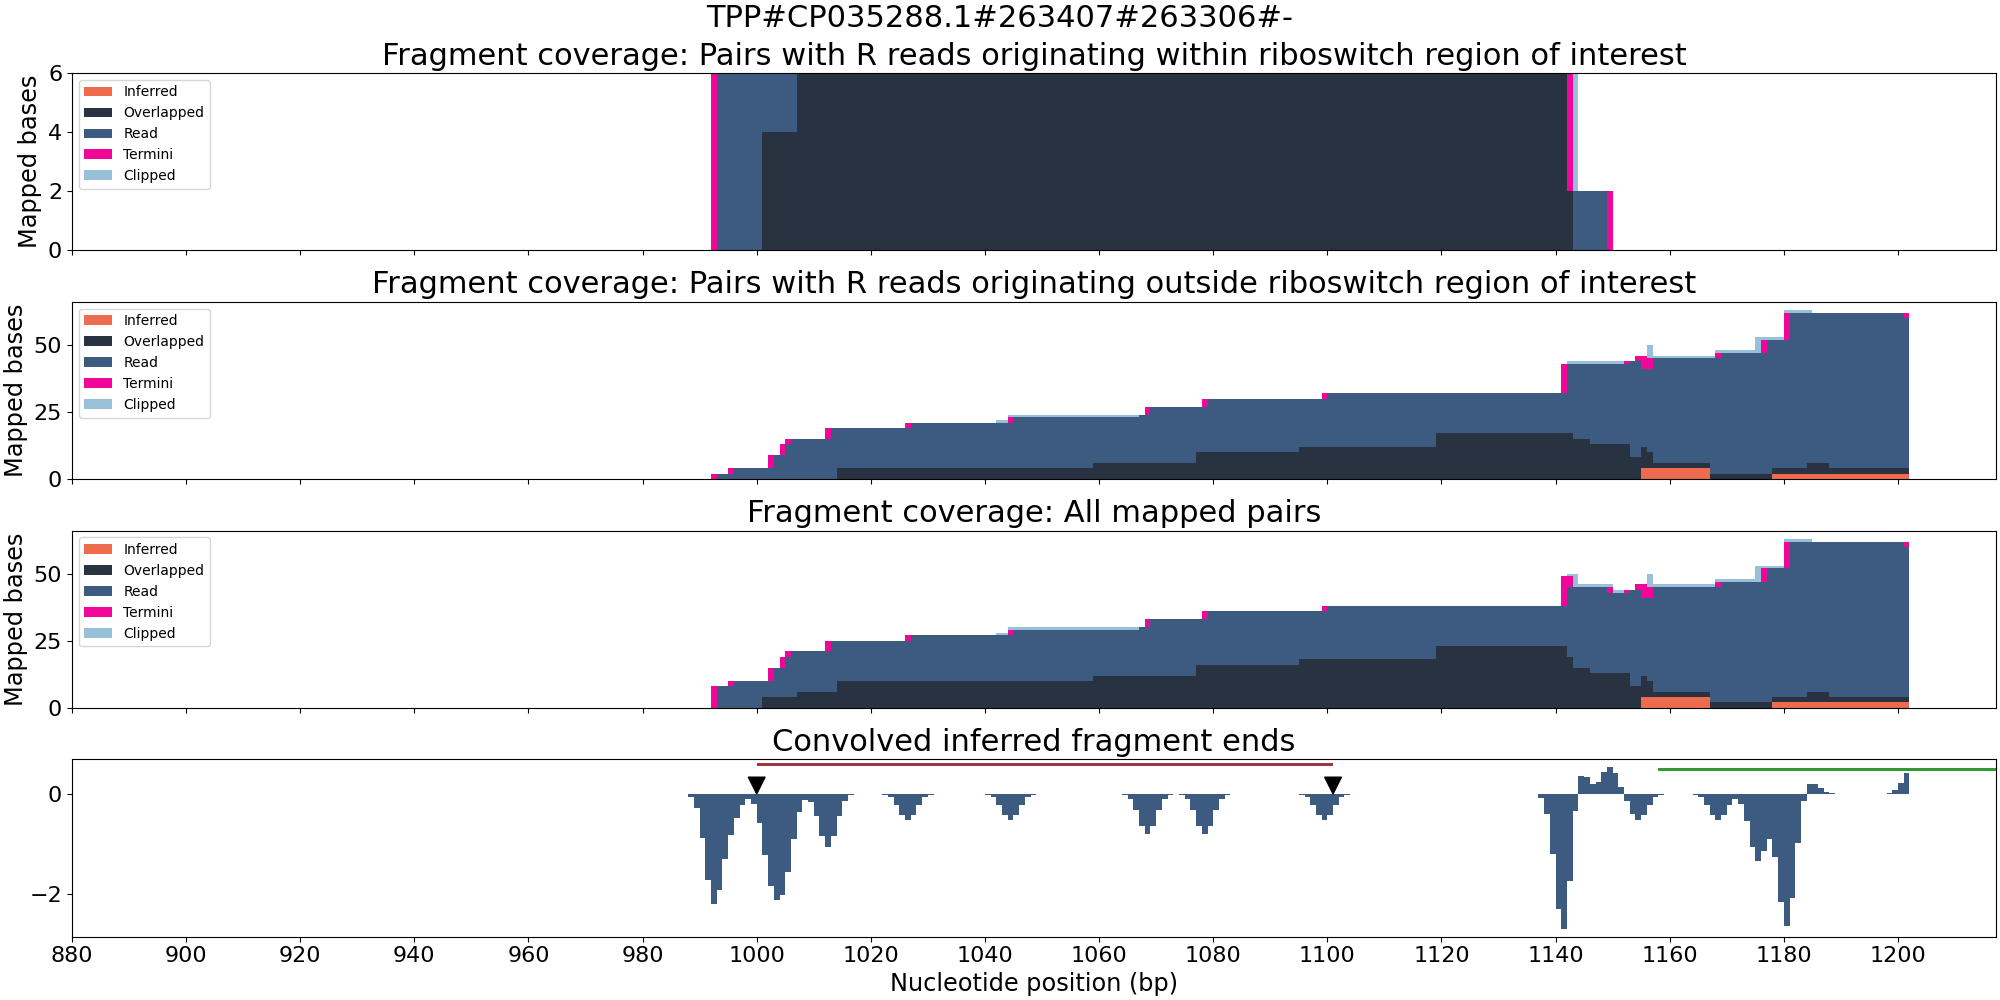 TPP#CP035288.1#263407#263306#-
Fragment coverage: Pairs with R reads originating within riboswitch region of interest
Mapped bases
6
4
2
0
Inferred
Overlapped
Read
Termini
Clipped
Fragment coverage: Pairs with R reads originating outside riboswitch region of interest
Mapped bases
50
25
0
Inferred
Overlapped
Read
Termini
Clipped
Fragment coverage: All mapped pairs
Mapped bases
50
25
0
Inferred
Overlapped
Read
Termini
Clipped
Convolved inferred fragment ends
0
−2
880 900 920 940 960 980 1000 1020 1040 1060 1080 1100 1120 1140 1160 1180 1200
Nucleotide position (bp)